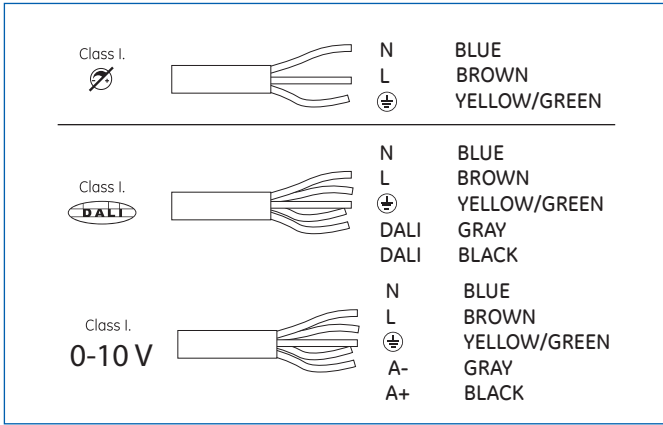 Class I.
N BLUE
L BROWN
YELLOW/GREEN
Class I.
DALI
N BLUE
L BROWN
YELLOW/GREEN
DALI GRAY
DALI BLACK
Class I.
0-10 V
N BLUE
L BROWN
YELLOW/GREEN
A- GRAY
A+ BLACK